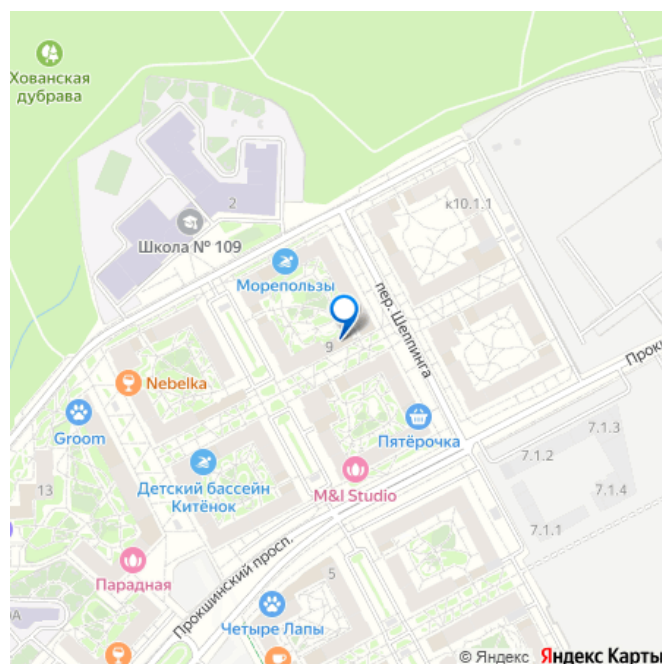 Хованская
дубрава
2
Школа № 109
к10.1.1
Морепользы
пер. Шеппинга
9
Nebelka
Прокш
Groom
Пятёрочка
7.1.3
7.1.2
Детский бассейн
Китёнок
M&I Studio
13
7.1.4
7.1.1
Прокшинский просп.
Парадная
5
Четыре Лапы
© Яндекс Яндекс Карты